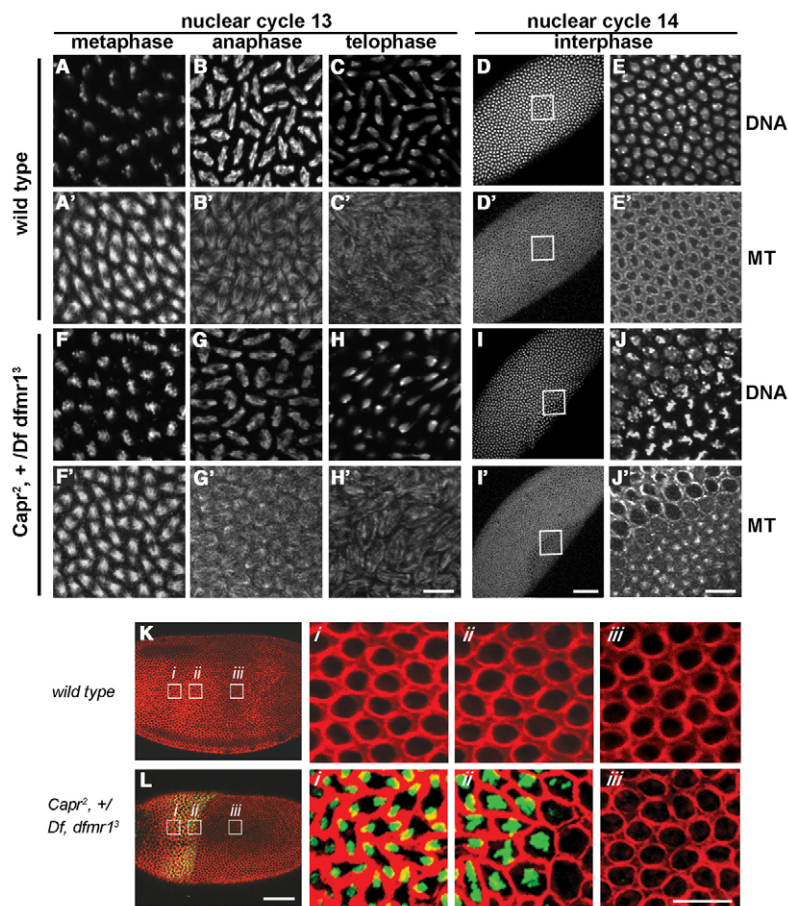 nuclear cycle 13 nuclear cycle 14
metaphase anaphase telophase interphase
wild type
A B C D E DNA
A' B' C' D' E' MT
Capr², + /Df dfmr1³
F G H I J DNA
F' G' H' I' J' MT
K i ii iii i ii iii
wild type
L i ii iii i ii iii
Capr², +/
Df, dfmr1³